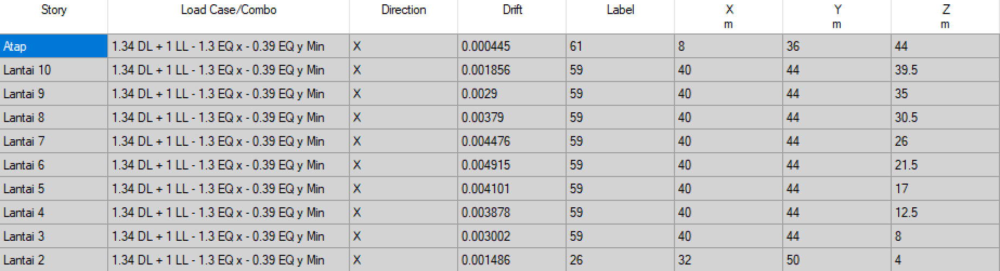 Story Load Case/Combo Direction Drift Label X Y Z
m m m
Atap 1.34 DL + 1 LL - 1.3 EQ x - 0.39 EQ y Min X 0.000445 61 8 36 44
Lantai 10 1.34 DL + 1 LL - 1.3 EQ x - 0.39 EQ y Min X 0.001856 59 40 44 39.5
Lantai 9 1.34 DL + 1 LL - 1.3 EQ x - 0.39 EQ y Min X 0.0029 59 40 44 35
Lantai 8 1.34 DL + 1 LL - 1.3 EQ x - 0.39 EQ y Min X 0.00379 59 40 44 30.5
Lantai 7 1.34 DL + 1 LL - 1.3 EQ x - 0.39 EQ y Min X 0.004476 59 40 44 26
Lantai 6 1.34 DL + 1 LL - 1.3 EQ x - 0.39 EQ y Min X 0.004915 59 40 44 21.5
Lantai 5 1.34 DL + 1 LL - 1.3 EQ x - 0.39 EQ y Min X 0.004101 59 40 44 17
Lantai 4 1.34 DL + 1 LL - 1.3 EQ x - 0.39 EQ y Min X 0.003878 59 40 44 12.5
Lantai 3 1.34 DL + 1 LL - 1.3 EQ x - 0.39 EQ y Min X 0.003002 59 40 44 8
Lantai 2 1.34 DL + 1 LL - 1.3 EQ x - 0.39 EQ y Min X 0.001486 26 32 50 4